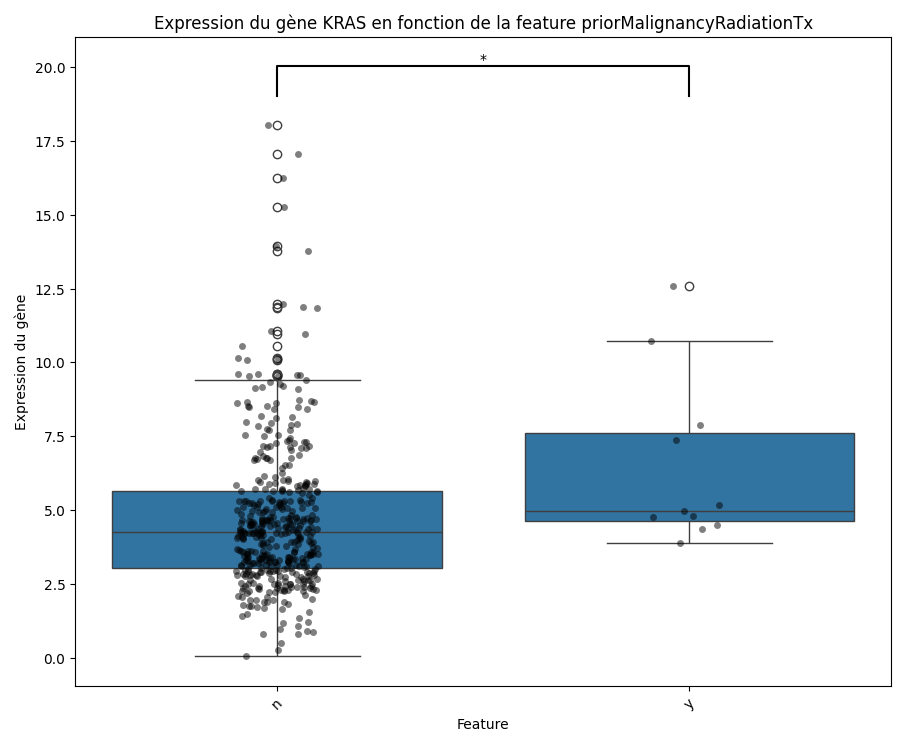 Expression du gène KRAS en fonction de la feature priorMalignancyRadiationTx
*
20.0
17.5
15.0
12.5
10.0
7.5
5.0
2.5
0.0
Expression du gène
n
y
Feature